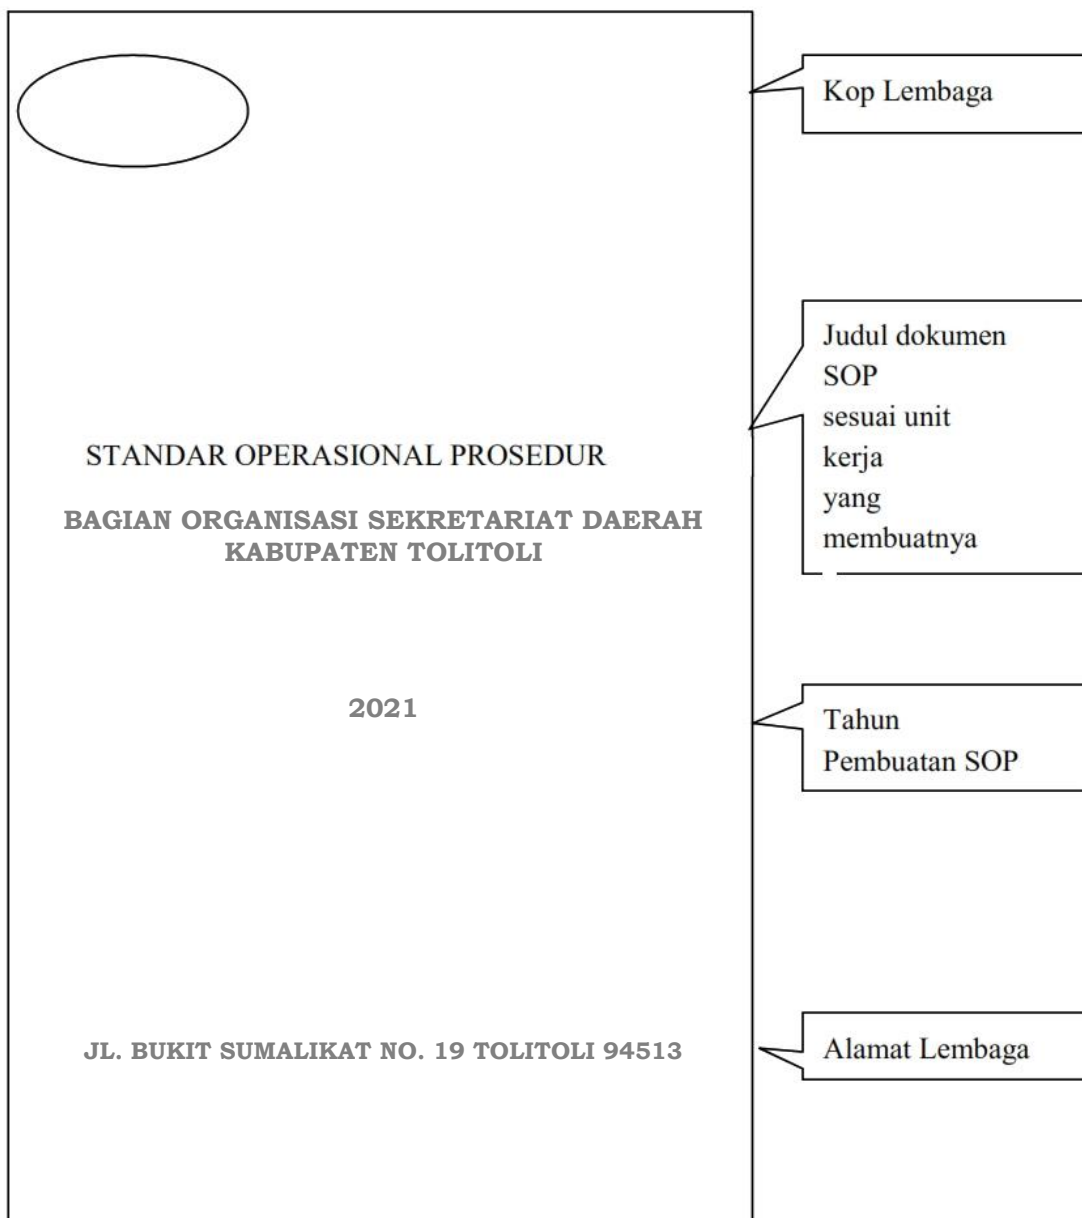 Kop Lembaga
Judul dokumen
SOP
sesuai unit
kerja
yang
membuatnya
STANDAR OPERASIONAL PROSEDUR
BAGIAN ORGANISASI SEKRETARIAT DAERAH
KABUPATEN TOLITOLI
2021
Tahun
Pembuatan SOP
JL. BUKIT SUMALIKAT NO. 19 TOLITOLI 94513
Alamat Lembaga